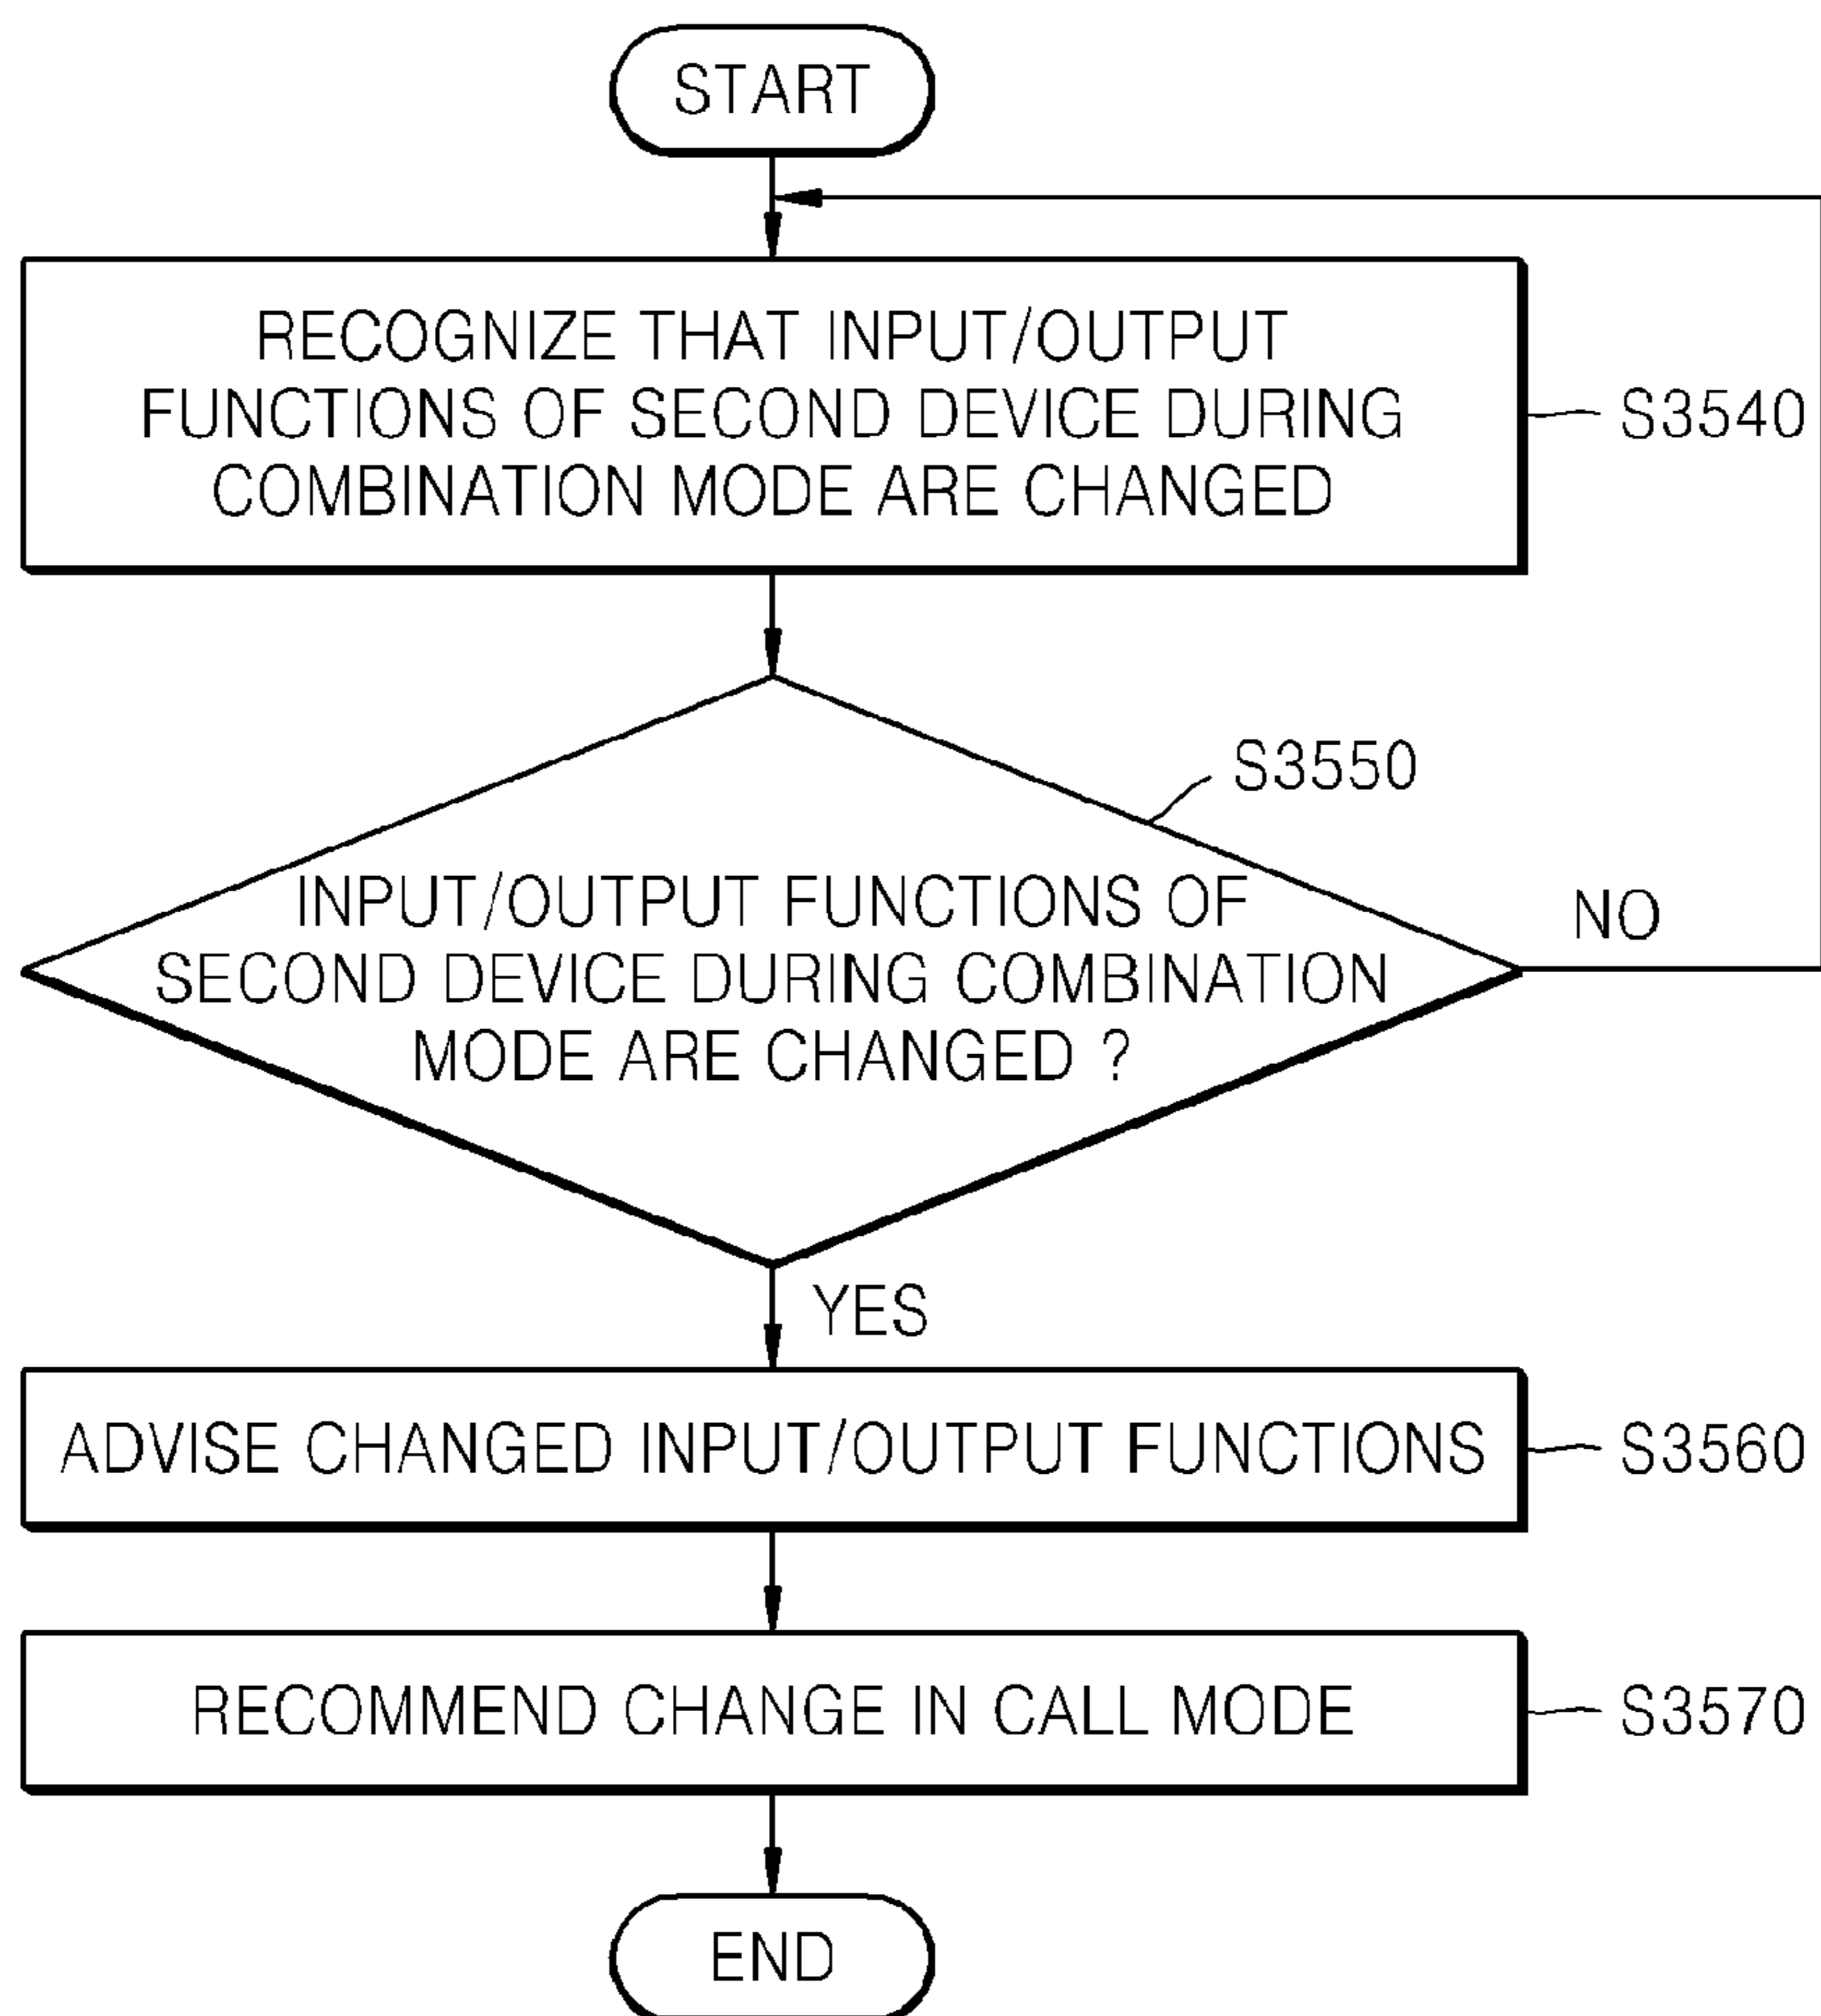 START
RECOGNIZE THAT INPUT/OUTPUT
FUNCTIONS OF SECOND DEVICE DURING
COMBINATION MODE ARE CHANGED
S3540
S3550
INPUT/OUTPUT FUNCTIONS OF
SECOND DEVICE DURING COMBINATION
MODE ARE CHANGED ?
NO
YES
ADVISE CHANGED INPUT/OUTPUT FUNCTIONS
S3560
RECOMMEND CHANGE IN CALL MODE
S3570
END